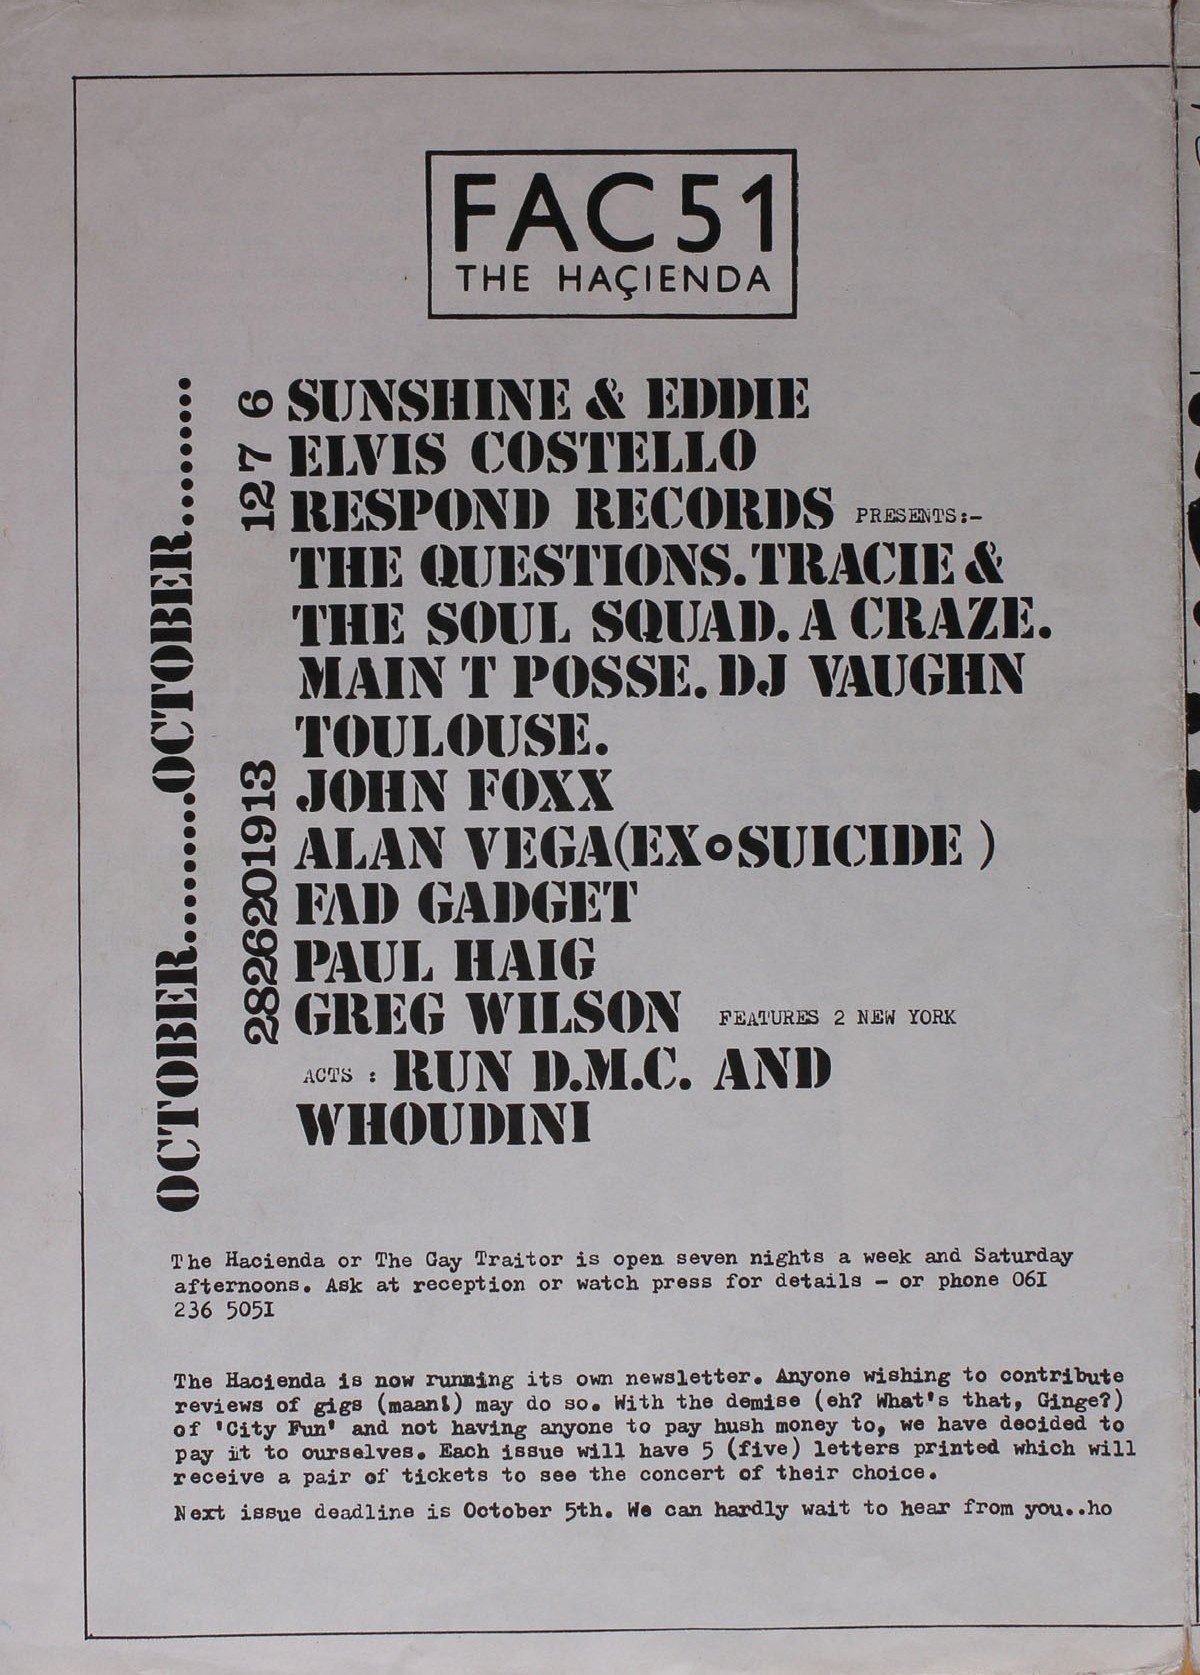 FAC 51
THE HAÇIENDA
OCTOBER.........OCTOBER.........
6 SUNSHINE & EDDIE
7 ELVIS COSTELLO
12 RESPOND RECORDS PRESENTS:-
THE QUESTIONS. TRACIE &
THE SOUL SQUAD. A CRAZE.
MAIN T POSSE. DJ VAUGHN
TOULOUSE.
13 JOHN FOXX
19 ALAN VEGA (EX∘SUICIDE )
20 FAD GADGET
26 PAUL HAIG
28 GREG WILSON FEATURES 2 NEW YORK
ACTS : RUN D.M.C. AND
WHOUDINI
The Hacienda or The Gay Traitor is open seven nights a week and Saturday
afternoons. Ask at reception or watch press for details - or phone 06I
236 505I
The Hacienda is now running its own newsletter. Anyone wishing to contribute
reviews of gigs (maan!) may do so. With the demise (eh? What's that, Ginge?)
of 'City Fun' and not having anyone to pay hush money to, we have decided to
pay it to ourselves. Each issue will have 5 (five) letters printed which will
receive a pair of tickets to see the concert of their choice.
Next issue deadline is October 5th. We can hardly wait to hear from you..ho